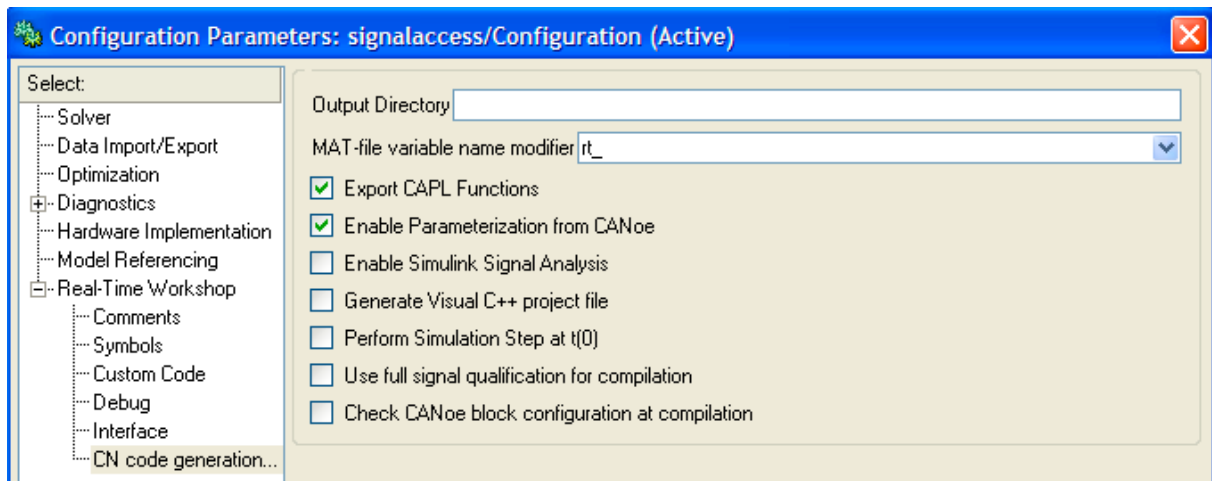 Configuration Parameters: signalaccess/Configuration (Active)
Select:
Solver
Data Import/Export
Optimization
Diagnostics
Hardware Implementation
Model Referencing
Real-Time Workshop
Comments
Symbols
Custom Code
Debug
Interface
CN code generation...
Output Directory
MAT-file variable name modifier rt_
Export CAPL Functions
Enable Parameterization from CANoe
Enable Simulink Signal Analysis
Generate Visual C++ project file
Perform Simulation Step at t(0)
Use full signal qualification for compilation
Check CANoe block configuration at compilation